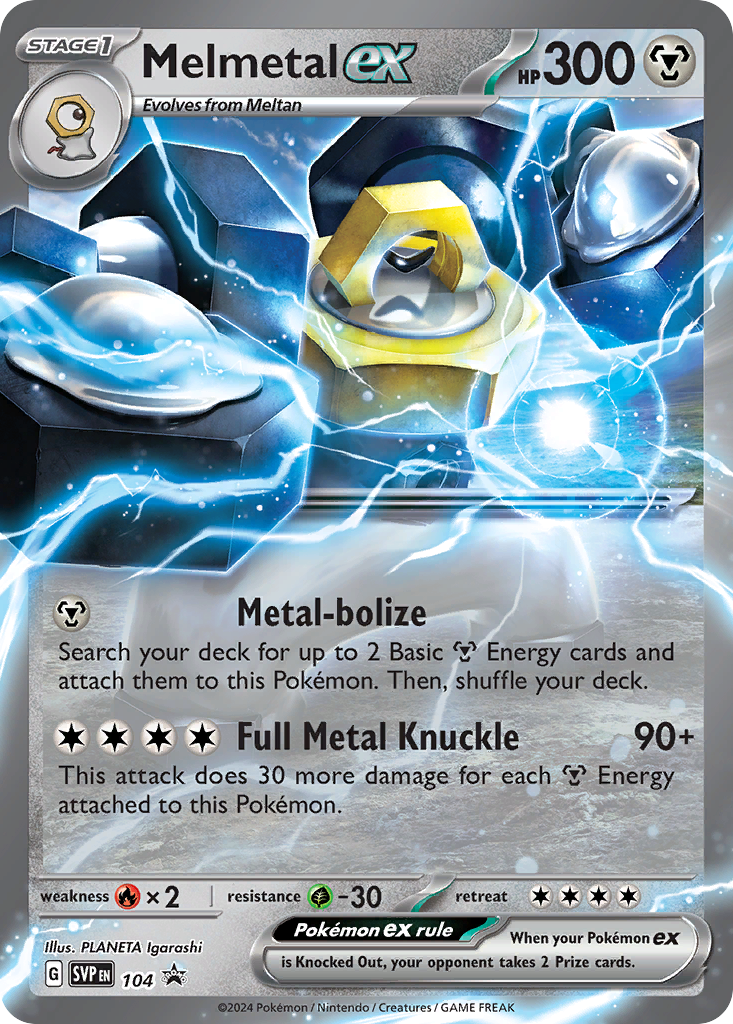 STAGE1
Melmetal ex
HP 300
Evolves from Meltan
Metal-bolize
Search your deck for up to 2 Basic Energy cards and
attach them to this Pokémon. Then, shuffle your deck.
Full Metal Knuckle 90+
This attack does 30 more damage for each Energy
attached to this Pokémon.
weakness ×2 resistance -30 retreat
Illus. PLANETA Igarashi
Pokémon ex rule
When your Pokémon ex
is Knocked Out, your opponent takes 2 Prize cards.
G SVP EN 104
©2024 Pokémon / Nintendo / Creatures / GAME FREAK